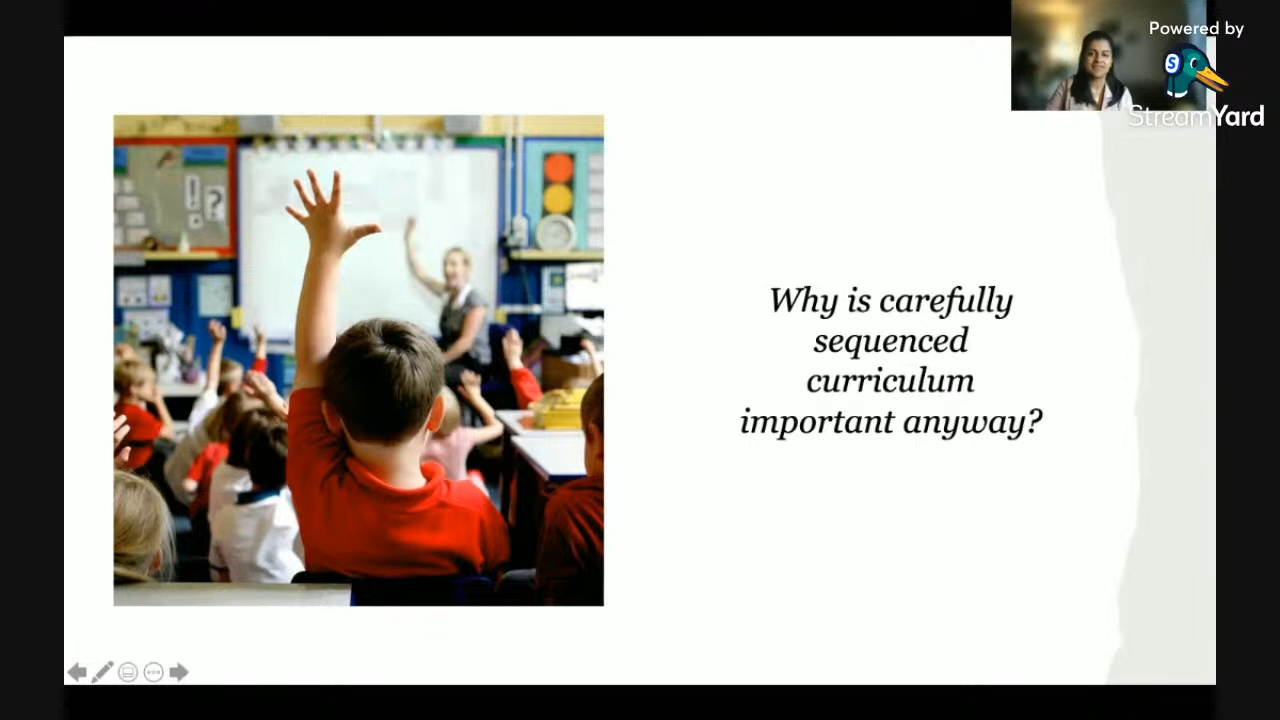 Powered by
S
StreamYard
! ?
Why is carefully
sequenced
curriculum
important anyway?